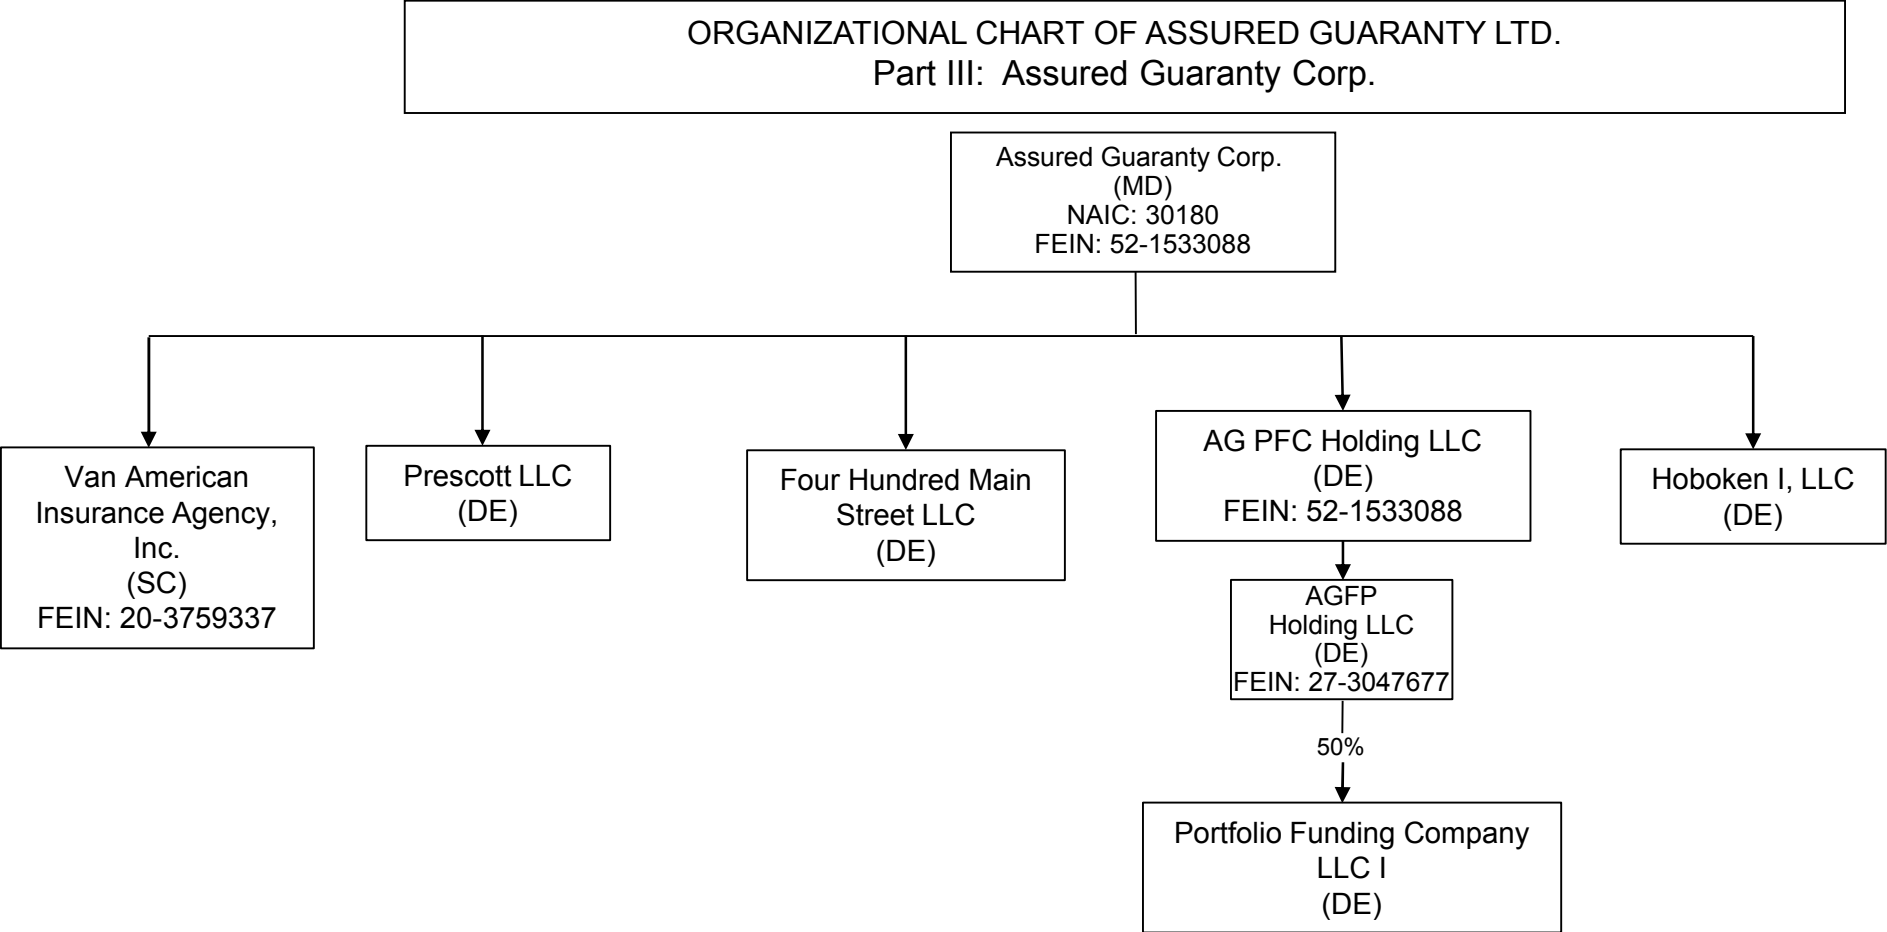 ORGANIZATIONAL CHART OF ASSURED GUARANTY LTD.
Part III: Assured Guaranty Corp.
Assured Guaranty Corp.
(MD)
NAIC: 30180
FEIN: 52-1533088
Van American
Insurance Agency,
Inc.
(SC)
FEIN: 20-3759337
Prescott LLC
(DE)
Four Hundred Main
Street LLC
(DE)
AG PFC Holding LLC
(DE)
FEIN: 52-1533088
Hoboken I, LLC
(DE)
AGFP
Holding LLC
(DE)
FEIN: 27-3047677
50%
Portfolio Funding Company
LLC I
(DE)